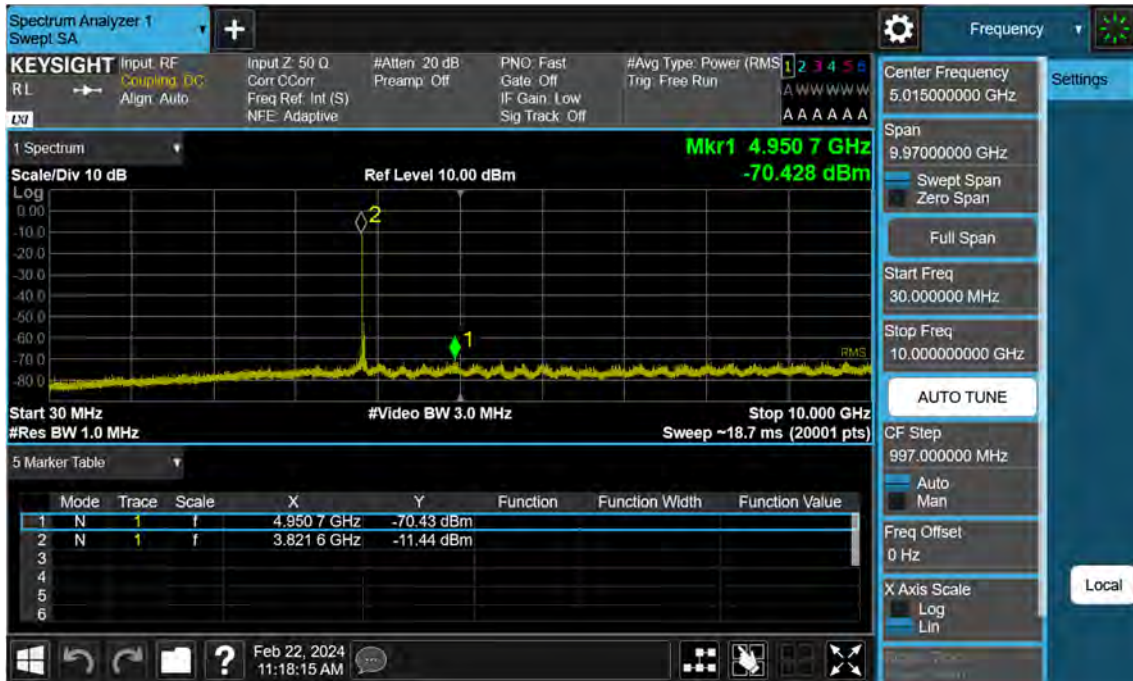 Spectrum Analyzer 1
Swept SA
+
Frequency
KEYSIGHT
RL
LXI
Input: RF
Coupling: DC
Align: Auto
Input Z: 50 Ω
Corr CCorr
Freq Ref: Int (S)
NFE: Adaptive
#Atten: 20 dB
Preamp: Off
PNO: Fast
Gate: Off
IF Gain: Low
Sig Track: Off
#Avg Type: Power (RMS
Trig: Free Run
1 2 3 4 5 6
A W W W W W
A A A A A A
Center Frequency
5.015000000 GHz
Settings
1 Spectrum
Mkr1 4.950 7 GHz
Scale/Div 10 dB
Ref Level 10.00 dBm
-70.428 dBm
Log
0.00
-10.0
-20.0
-30.0
-40.0
-50.0
-60.0
-70.0
-80.0
2
1
RMS
Start 30 MHz
#Video BW 3.0 MHz
Stop 10.000 GHz
#Res BW 1.0 MHz
Sweep ~18.7 ms (20001 pts)
Span
9.97000000 GHz
Swept Span
Zero Span
Full Span
Start Freq
30.000000 MHz
Stop Freq
10.000000000 GHz
AUTO TUNE
CF Step
997.000000 MHz
Auto
Man
Freq Offset
0 Hz
X Axis Scale
Log
Lin
Local
5 Marker Table
Mode Trace Scale X Y Function Function Width Function Value
1 N 1 f 4.950 7 GHz -70.43 dBm
2 N 1 f 3.821 6 GHz -11.44 dBm
3
4
5
6
?
Feb 22, 2024
11:18:15 AM